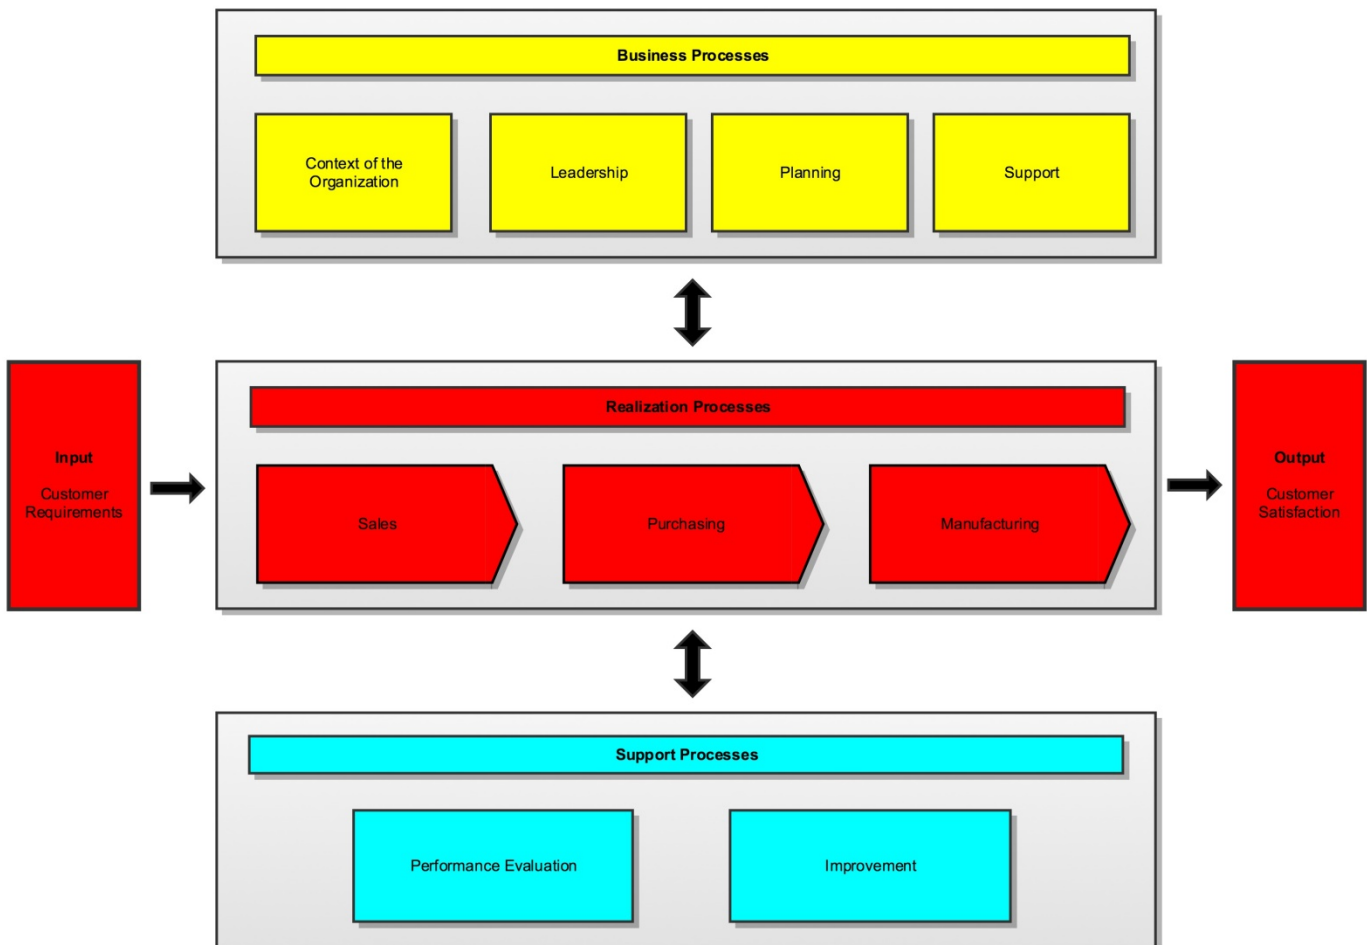 Business Processes
Context of the
Organization
Leadership
Planning
Support
Realization Processes
Input
Customer
Requirements
Sales
Purchasing
Manufacturing
Output
Customer
Satisfaction
Support Processes
Performance Evaluation
Improvement